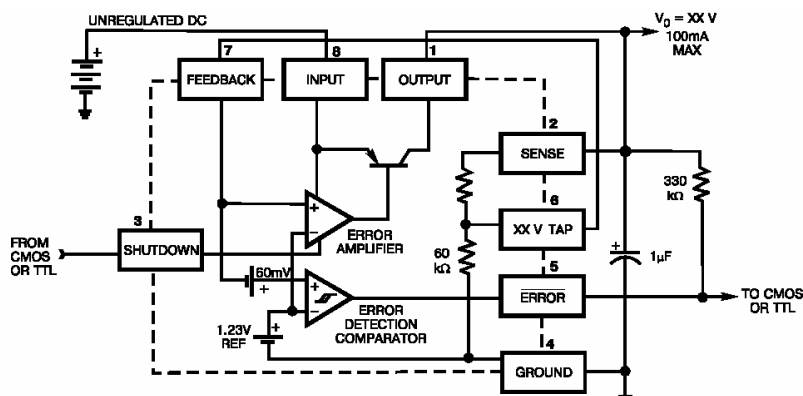 UNREGULATED DC
V0 = XX V
100mA
MAX
7
8
1
FEEDBACK
INPUT
OUTPUT
+
2
SENSE
330
kΩ
6
XX V TAP
3
SHUTDOWN
FROM
CMOS
OR TTL
+
−
ERROR
AMPLIFIER
60
kΩ
+
1µF
5
ERROR
60mV
+
+
−
ERROR
DETECTION
COMPARATOR
TO CMOS
OR TTL
1.23V
REF
+
4
GROUND